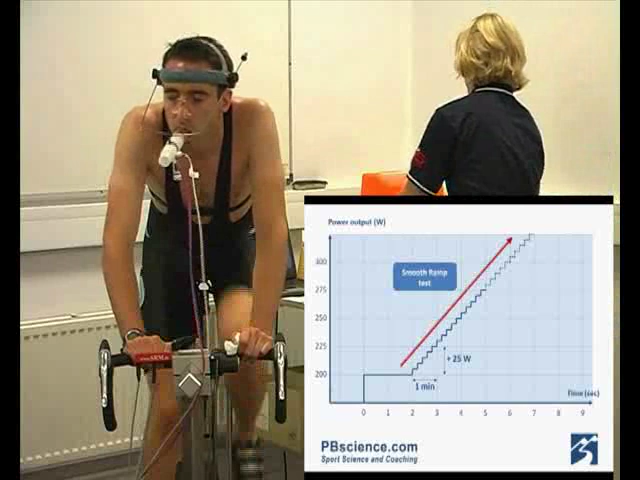 Power output (W)
Smooth Ramp
test
300
250
225
200
+ 25 W
1 min
Time (sec)
0 1 2 3 4 5 6 7 8 9
PBscience.com
Sport Science and Coaching
SRM